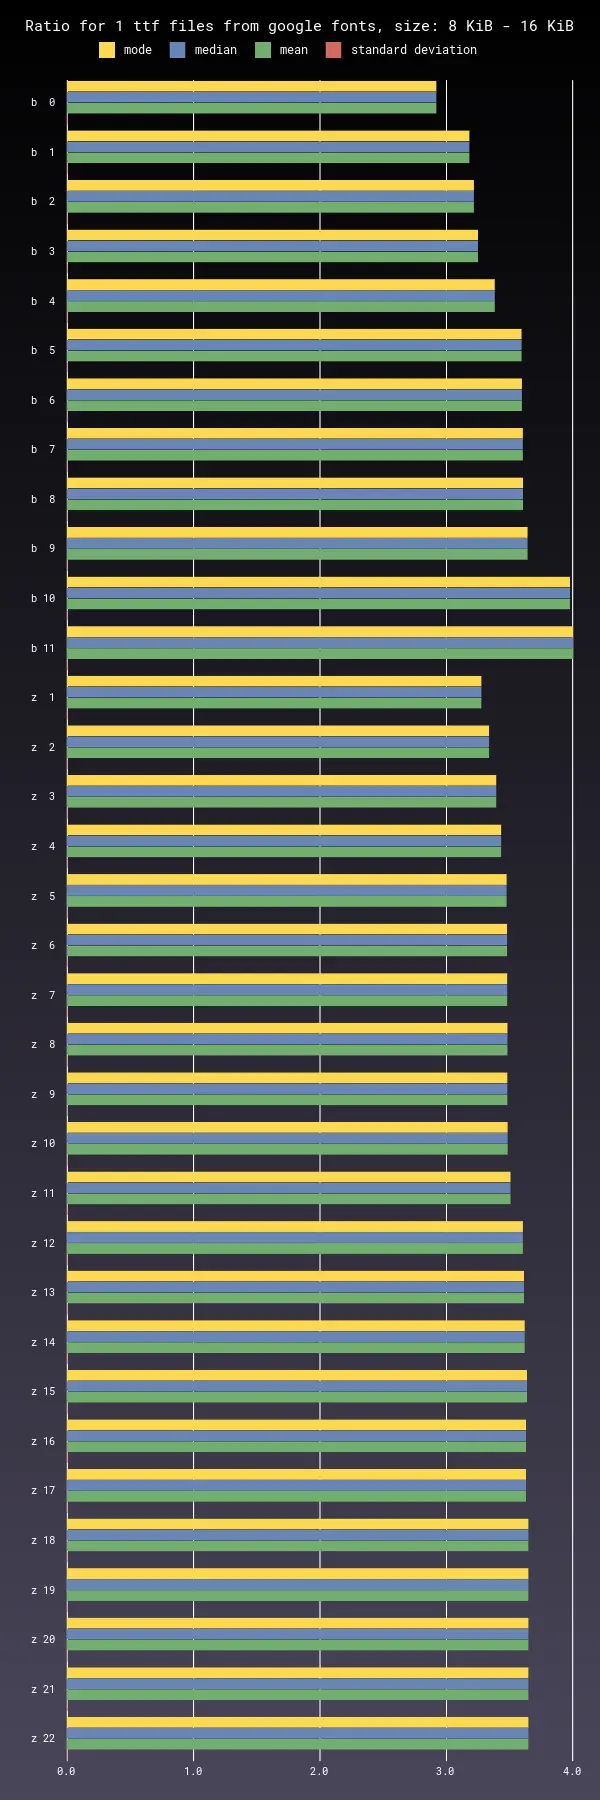 Ratio for 1 ttf files from google fonts, size: 8 KiB - 16 KiB
mode median mean standard deviation
b 0
b 1
b 2
b 3
b 4
b 5
b 6
b 7
b 8
b 9
b 10
b 11
z 1
z 2
z 3
z 4
z 5
z 6
z 7
z 8
z 9
z 10
z 11
z 12
z 13
z 14
z 15
z 16
z 17
z 18
z 19
z 20
z 21
z 22
0.0 1.0 2.0 3.0 4.0